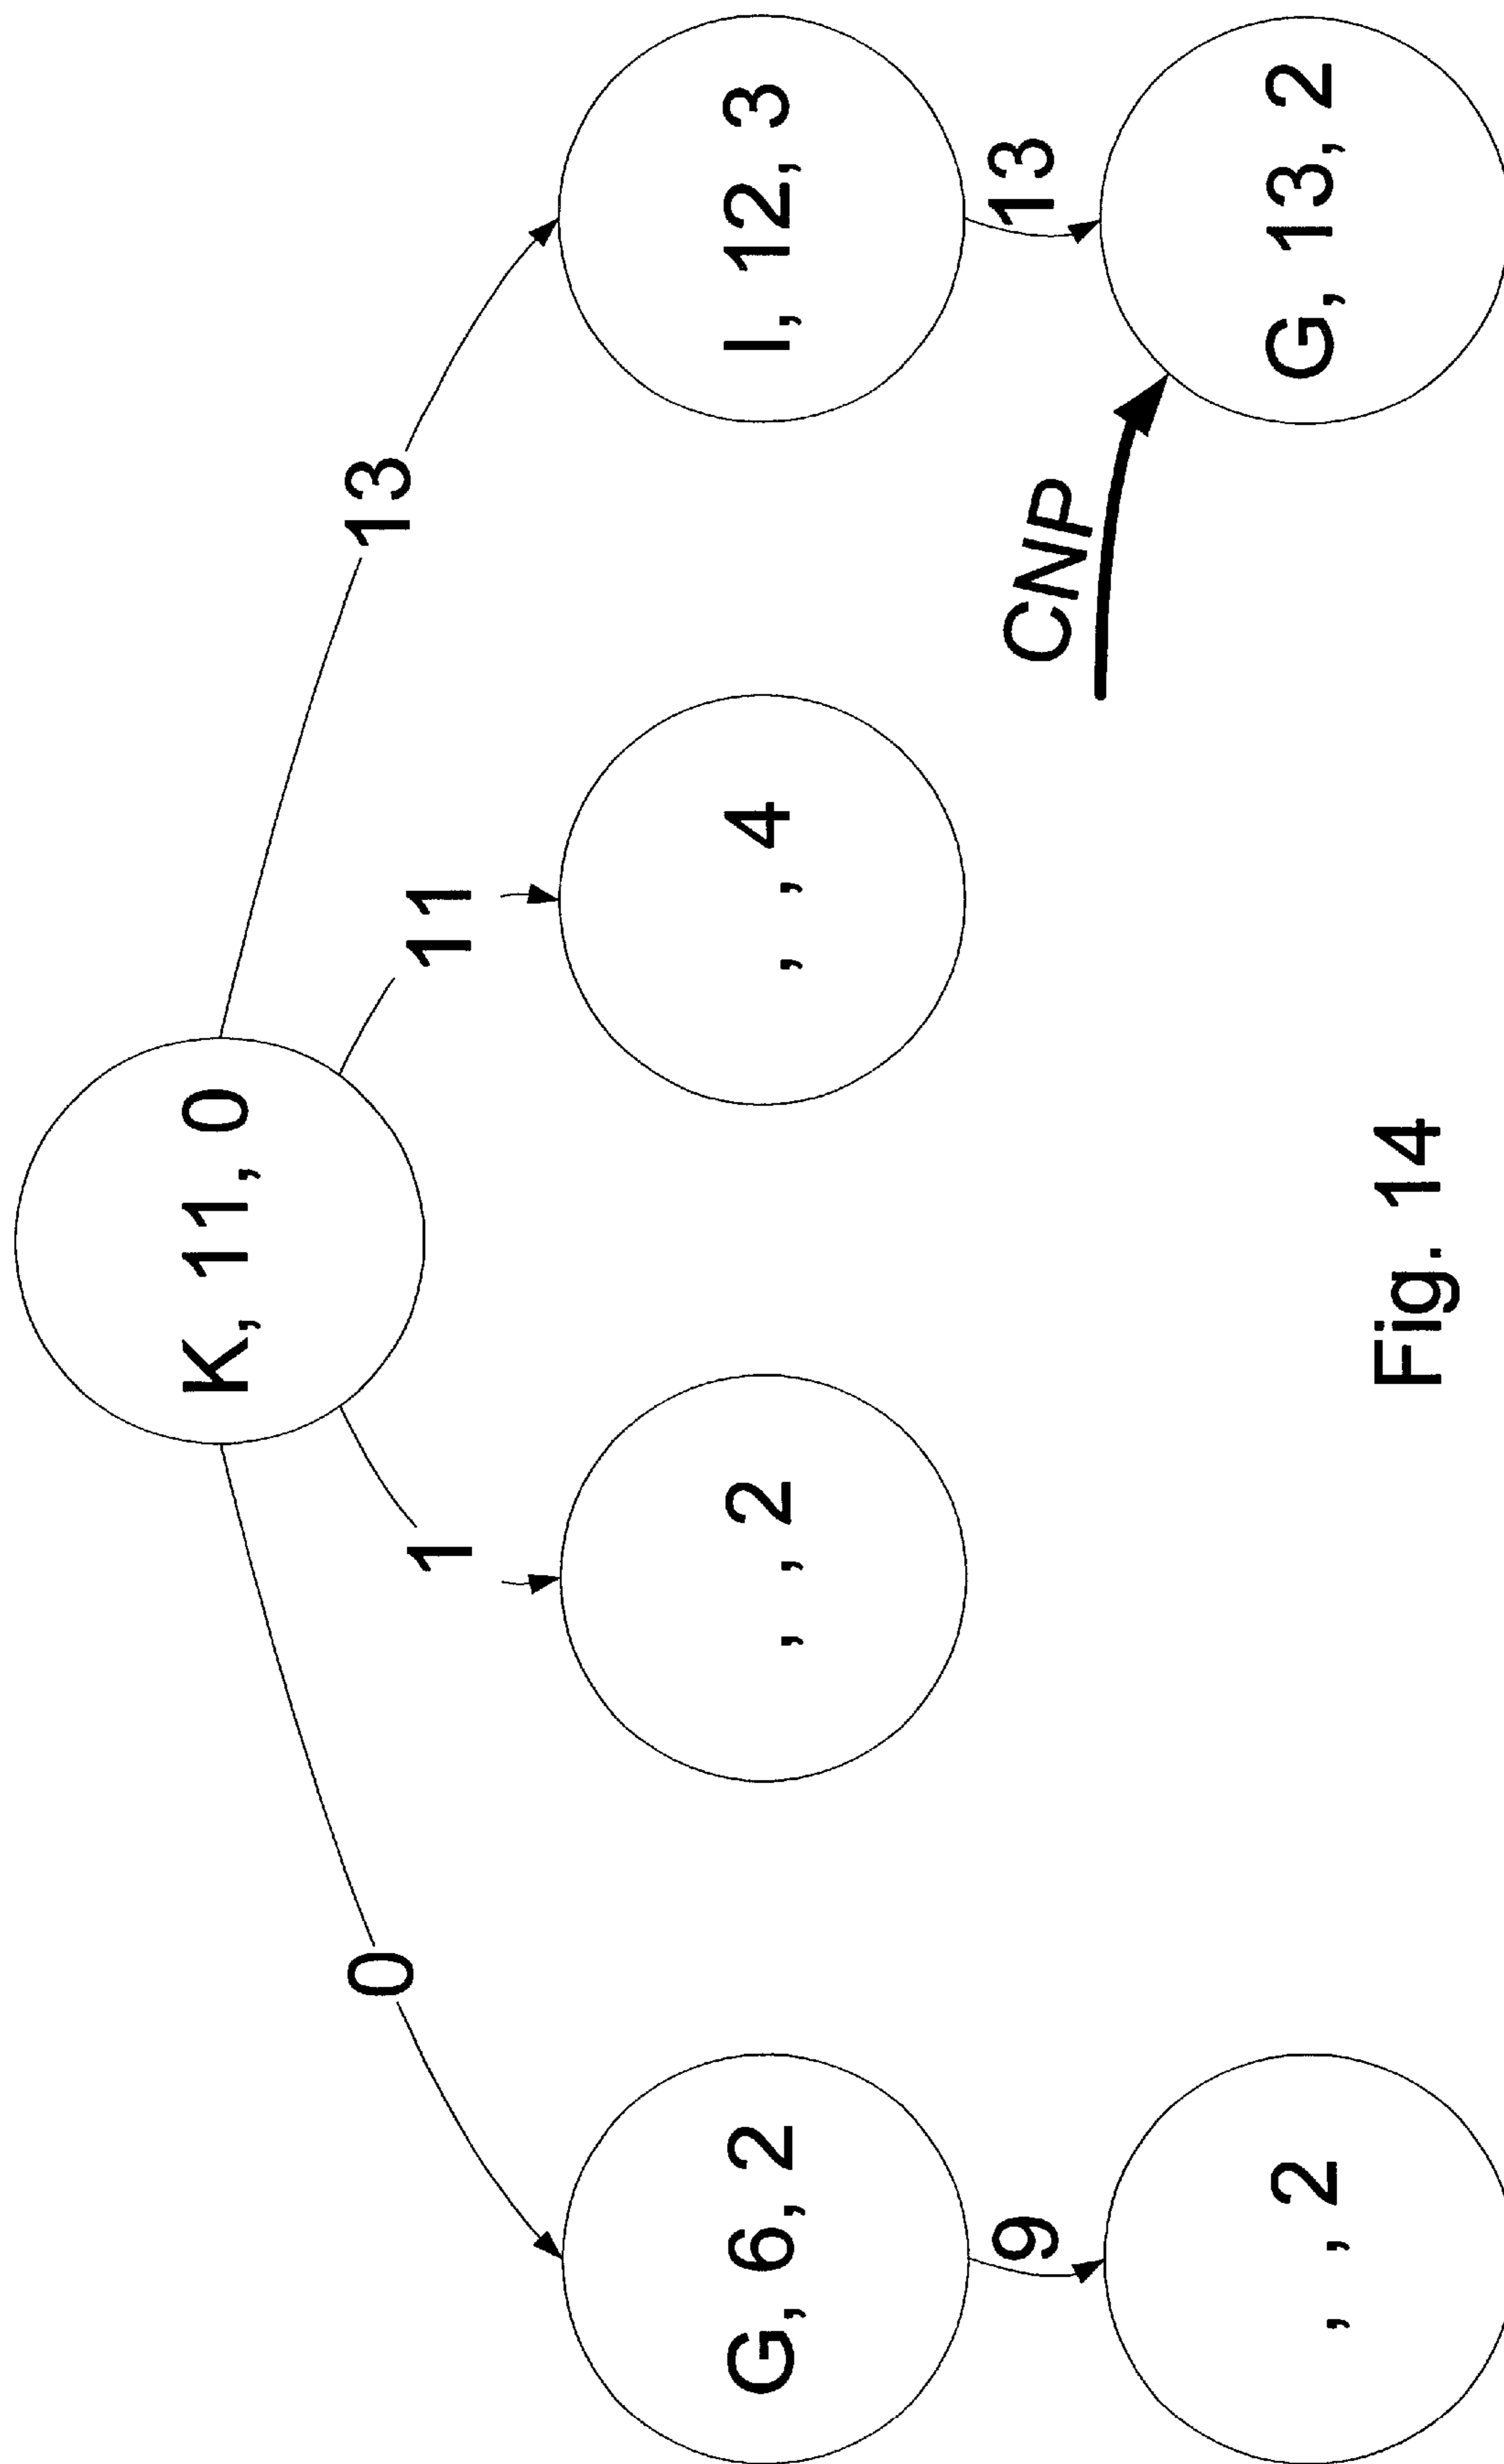 K, 11, 0
0
1
11
13
G, 6, 2
, , 2
, , 4
I, 12, 3
9
CNP
13
, , 2
G, 13, 2
Fig. 14